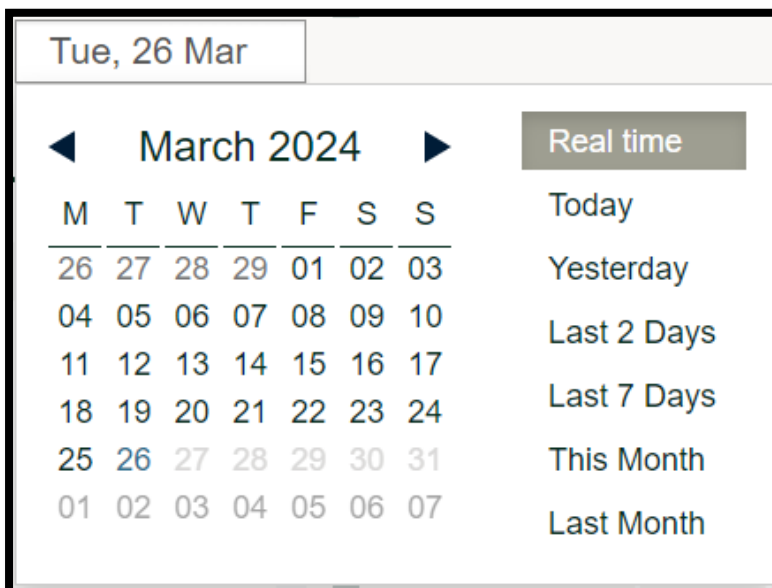 Tue, 26 Mar
March 2024
M T W T F S S
26 27 28 29 01 02 03
04 05 06 07 08 09 10
11 12 13 14 15 16 17
18 19 20 21 22 23 24
25 26 27 28 29 30 31
01 02 03 04 05 06 07
Real time
Today
Yesterday
Last 2 Days
Last 7 Days
This Month
Last Month